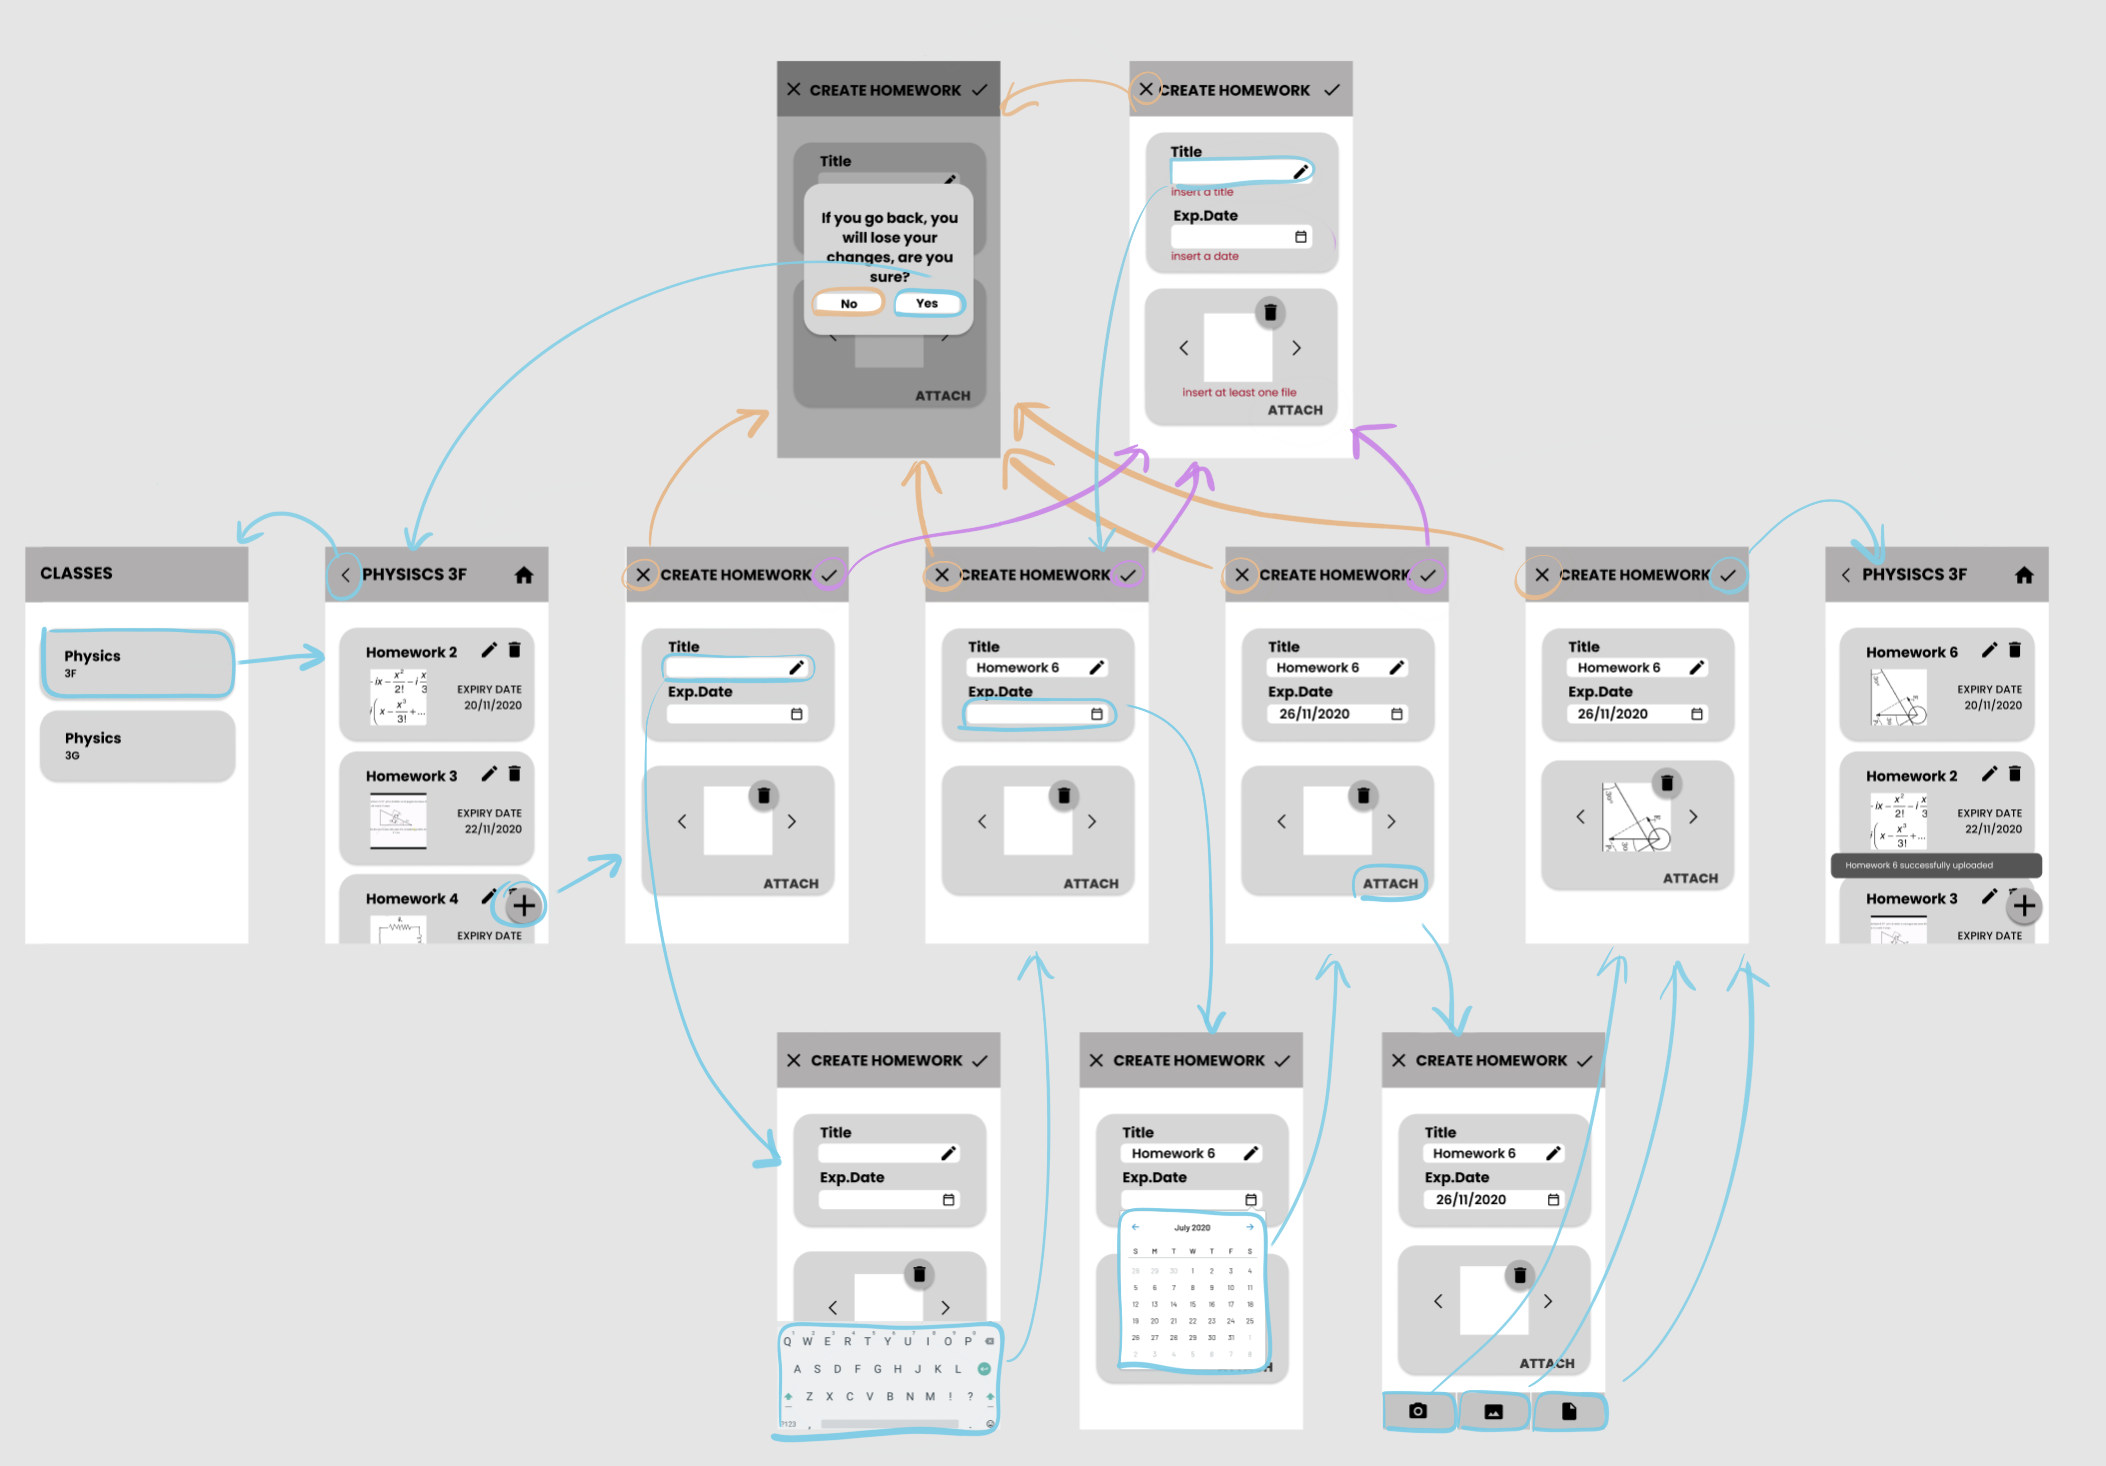 CREATE HOMEWORK
Title
If you go back, you
will lose your
changes, are you
sure?
No
Yes
ATTACH
CREATE HOMEWORK
Title
insert a title
Exp.Date
insert a date
insert at least one file
ATTACH
CLASSES
Physics
3F
Physics
3G
PHYSISCS 3F
Homework 2
EXPIRY DATE
20/11/2020
Homework 3
EXPIRY DATE
22/11/2020
Homework 4
EXPIRY DATE
CREATE HOMEWORK
Title
Exp.Date
ATTACH
CREATE HOMEWORK
Title
Homework 6
Exp.Date
ATTACH
CREATE HOMEWORK
Title
Homework 6
Exp.Date
26/11/2020
ATTACH
CREATE HOMEWORK
Title
Homework 6
Exp.Date
26/11/2020
ATTACH
PHYSISCS 3F
Homework 6
EXPIRY DATE
20/11/2020
Homework 2
EXPIRY DATE
22/11/2020
Homework 6 successfully uploaded
Homework 3
EXPIRY DATE
CREATE HOMEWORK
Title
Exp.Date
Q W E R T Y U I O P
A S D F G H J K L
Z X C V B N M ! ?
?123 , .
CREATE HOMEWORK
Title
Homework 6
Exp.Date
July 2020
S M T W T F S
28 29 30 1 2 3 4
5 6 7 8 9 10 11
12 13 14 15 16 17 18
19 20 21 22 23 24 25
26 27 28 29 30 31 1
2 3 4 5 6 7 8
CREATE HOMEWORK
Title
Homework 6
Exp.Date
26/11/2020
ATTACH